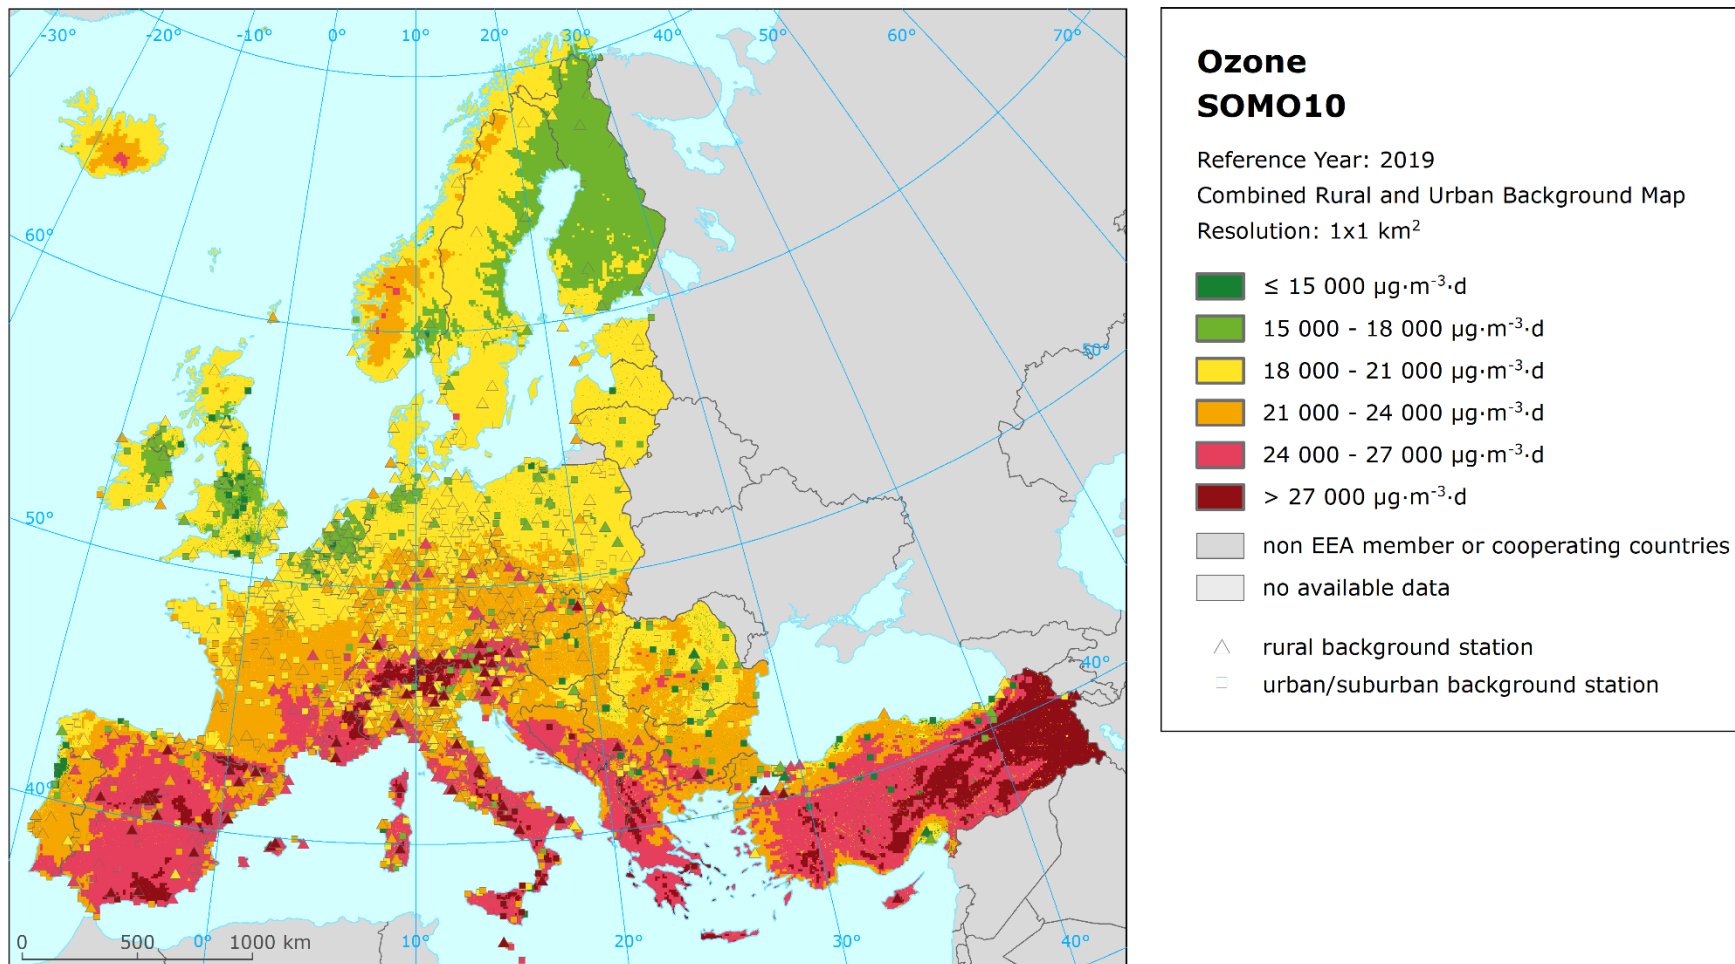 -30° -20° -10° 0° 10° 20° 30° 40° 50° 60° 70°
60°
50°
50°
40°
40°
0 500 1000 km
0° 10° 20° 30° 40°
Ozone
SOMO10
Reference Year: 2019
Combined Rural and Urban Background Map
Resolution: 1x1 km²
≤ 15 000 µg·m⁻³·d
15 000 - 18 000 µg·m⁻³·d
18 000 - 21 000 µg·m⁻³·d
21 000 - 24 000 µg·m⁻³·d
24 000 - 27 000 µg·m⁻³·d
> 27 000 µg·m⁻³·d
non EEA member or cooperating countries
no available data
rural background station
urban/suburban background station